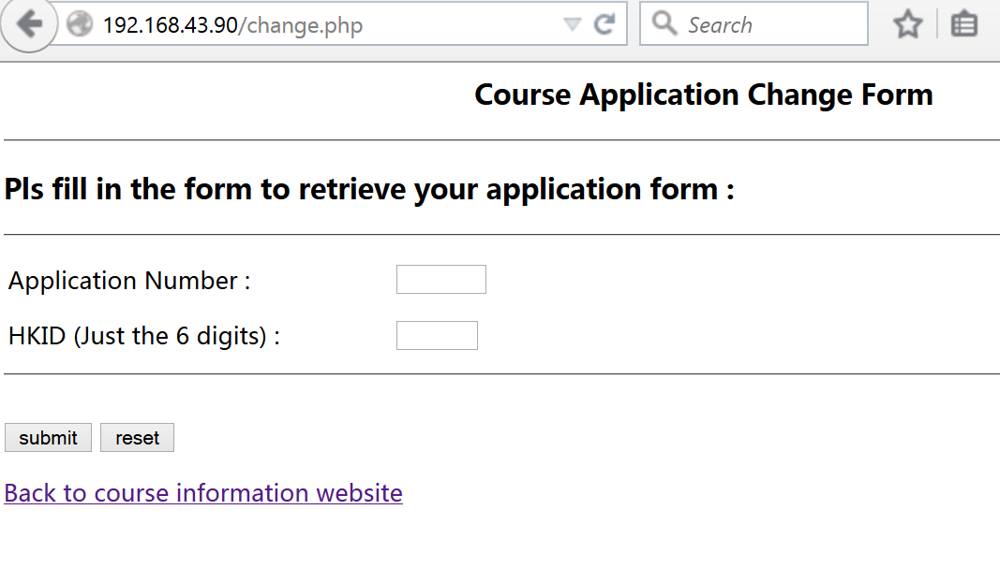 192.168.43.90/change.php
Search
Course Application Change Form
Pls fill in the form to retrieve your application form :
Application Number :
HKID (Just the 6 digits) :
submit reset
Back to course information website